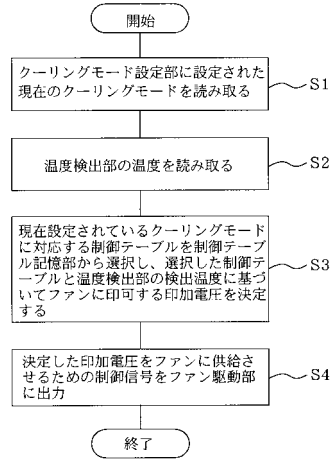 開始
クーリングモード設定部に設定された
現在のクーリングモードを読み取る
S1
温度検出部の温度を読み取る
S2
現在設定されているクーリングモード
に対応する制御テーブルを制御テーブ
ル記憶部から選択し、選択した制御テ
ーブルと温度検出部の検出温度に基づ
いてファンに印可する印加電圧を決定
する
S3
決定した印加電圧をファンに供給さ
せるための制御信号をファン駆動部
に出力
S4
終了